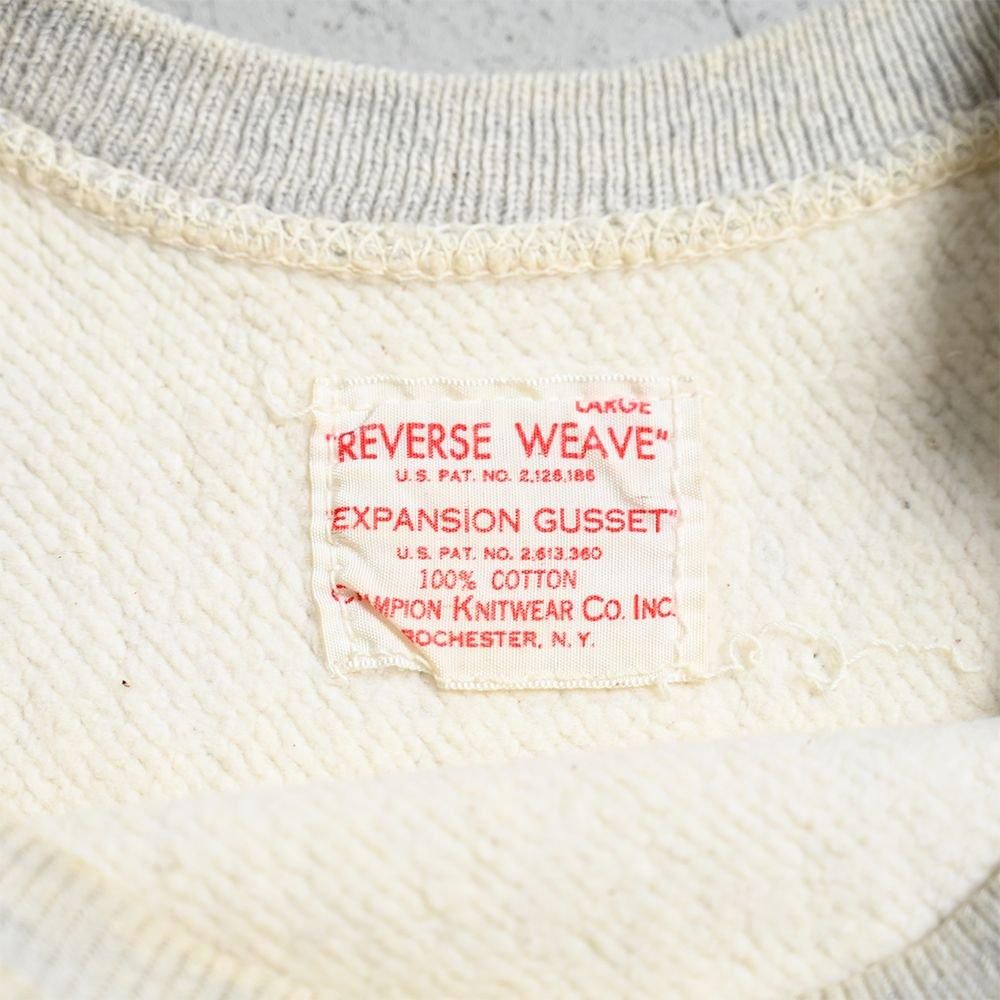 LARGE
"REVERSE WEAVE"
U.S. PAT. NO. 2,128,186
"EXPANSION GUSSET"
U.S. PAT. NO. 2,613,360
100% COTTON
CHAMPION KNITWEAR CO. INC.
ROCHESTER, N.Y.